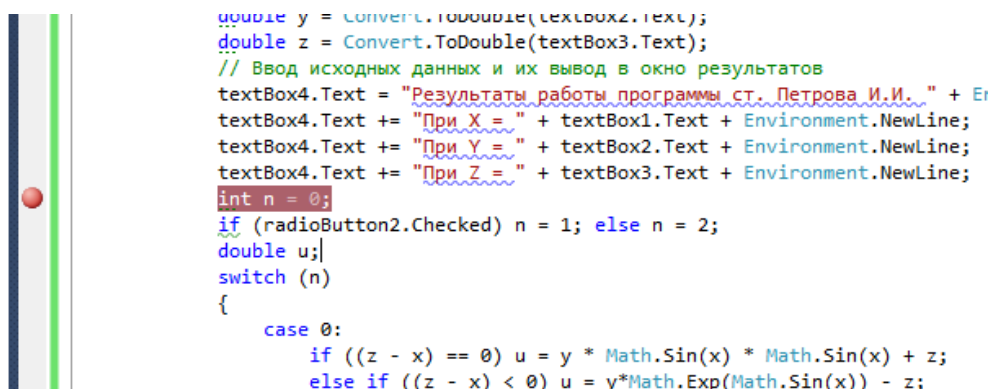 double y = Convert.ToDouble(textBox2.Text);
double z = Convert.ToDouble(textBox3.Text);
// Ввод исходных данных и их вывод в окно результатов
textBox4.Text = "Результаты работы программы ст. Петрова И.И. " + En
textBox4.Text += "При X = " + textBox1.Text + Environment.NewLine;
textBox4.Text += "При Y = " + textBox2.Text + Environment.NewLine;
textBox4.Text += "При Z = " + textBox3.Text + Environment.NewLine;
int n = 0;
if (radioButton2.Checked) n = 1; else n = 2;
double u;
switch (n)
{
case 0:
if ((z - x) == 0) u = y * Math.Sin(x) * Math.Sin(x) + z;
else if ((z - x) < 0) u = y*Math.Exp(Math.Sin(x)) - z;